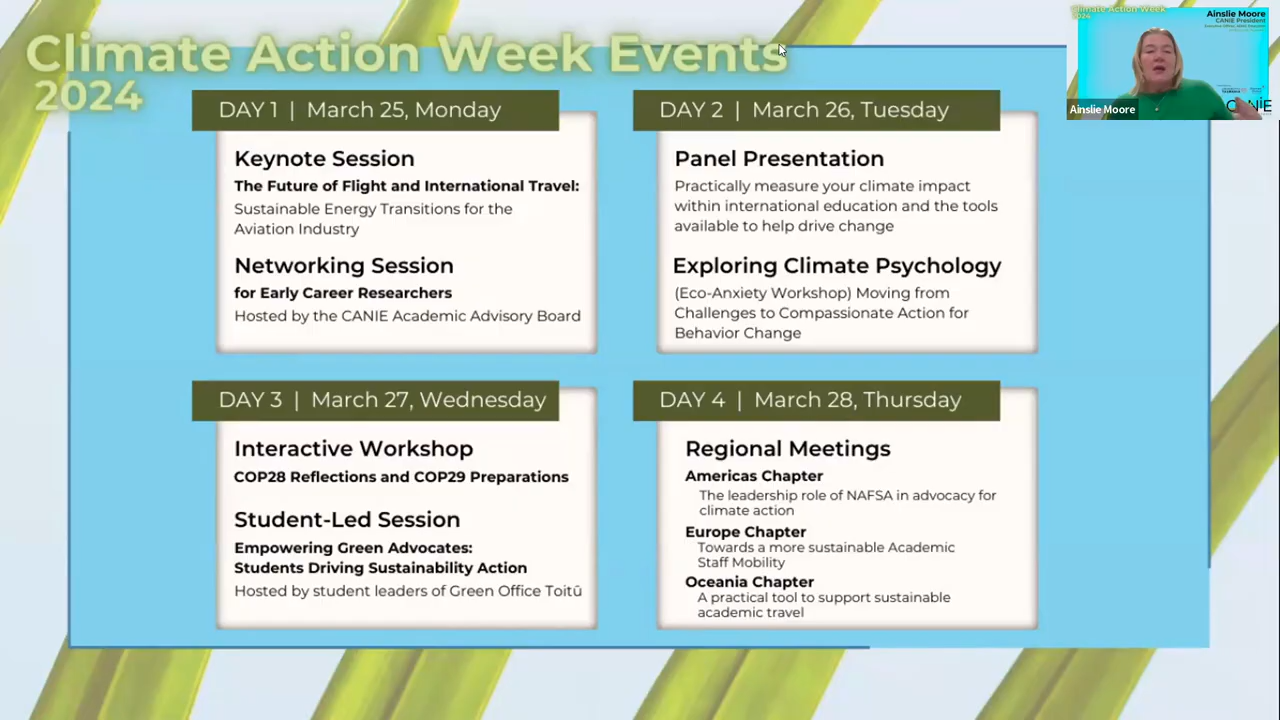 Climate Action Week Events
2024
DAY 1 | March 25, Monday
Keynote Session
The Future of Flight and International Travel:
Sustainable Energy Transitions for the
Aviation Industry
Networking Session
for Early Career Researchers
Hosted by the CANIE Academic Advisory Board
DAY 2 | March 26, Tuesday
Panel Presentation
Practically measure your climate impact
within international education and the tools
available to help drive change
Exploring Climate Psychology
(Eco-Anxiety Workshop) Moving from
Challenges to Compassionate Action for
Behavior Change
DAY 3 | March 27, Wednesday
Interactive Workshop
COP28 Reflections and COP29 Preparations
Student-Led Session
Empowering Green Advocates:
Students Driving Sustainability Action
Hosted by student leaders of Green Office Toitū
DAY 4 | March 28, Thursday
Regional Meetings
Americas Chapter
The leadership role of NAFSA in advocacy for
climate action
Europe Chapter
Towards a more sustainable Academic
Staff Mobility
Oceania Chapter
A practical tool to support sustainable
academic travel
Climate Action Week
2024
Ainslie Moore
CANIE President
Ainslie Moore